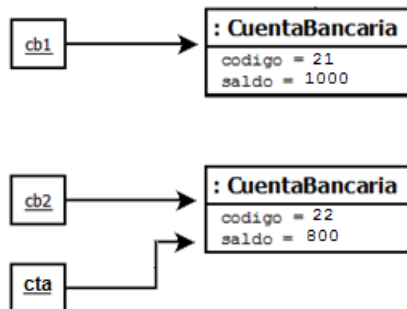 cb1
: CuentaBancaria
codigo = 21
saldo = 1000
cb2
: CuentaBancaria
codigo = 22
saldo = 800
cta